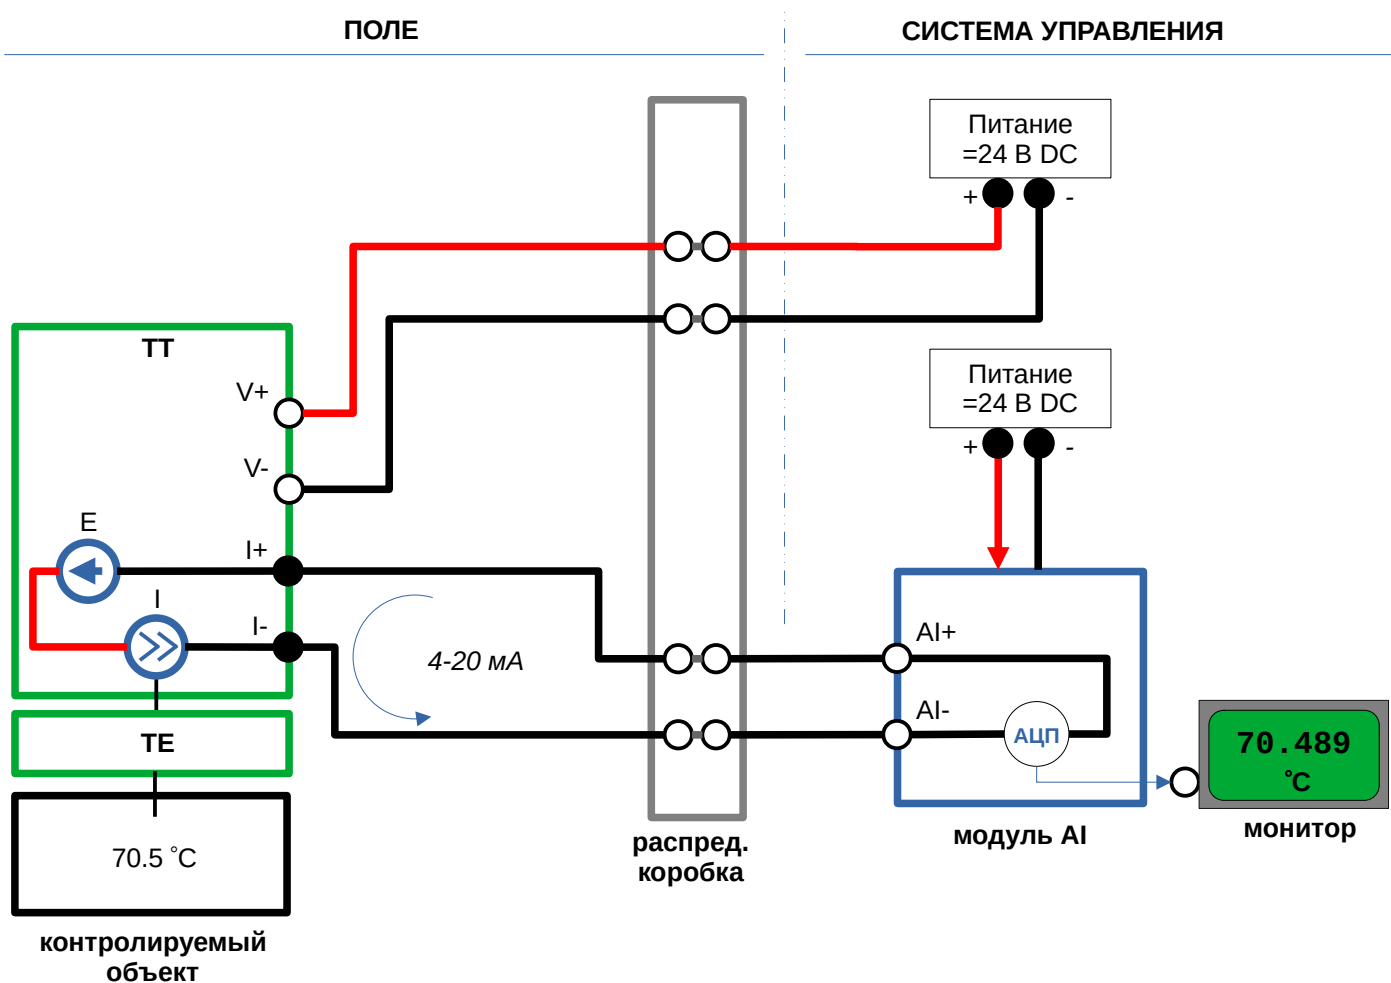 ПОЛЕ
СИСТЕМА УПРАВЛЕНИЯ
Питание
=24 В DC
+ -
ТТ
V+
V-
Питание
=24 В DC
+ -
E
I+
I
I-
4-20 мА
AI+
AI-
АЦП
70.489
°C
ТЕ
монитор
модуль AI
распред.
коробка
70.5 °C
контролируемый
объект